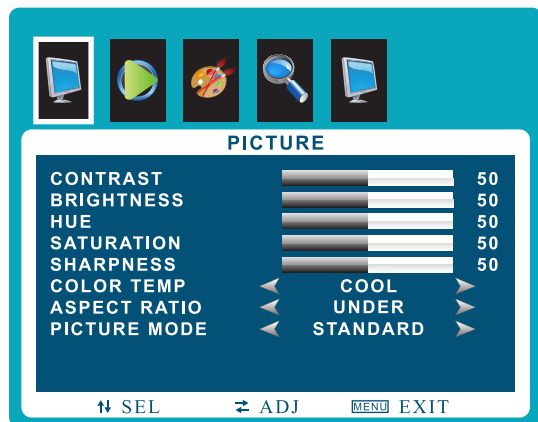 PICTURE
CONTRAST 50
BRIGHTNESS 50
HUE 50
SATURATION 50
SHARPNESS 50
COLOR TEMP COOL
ASPECT RATIO UNDER
PICTURE MODE STANDARD
SEL ADJ MENU EXIT